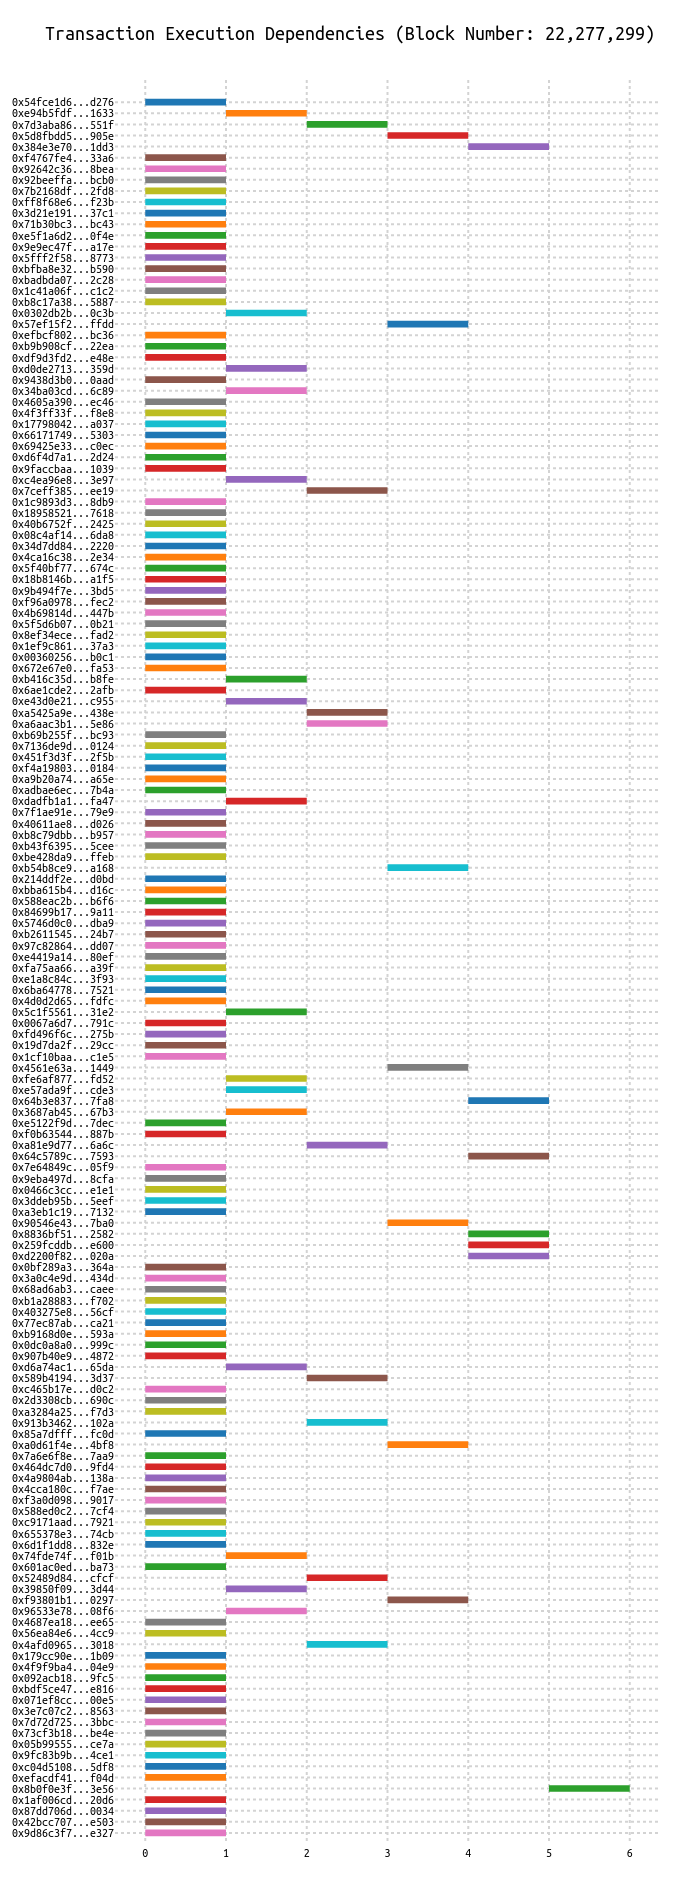 Transaction Execution Dependencies (Block Number: 22,277,299)
0x54fce1d6...d276
0xe94b5fdf...1633
0x7d3aba86...551f
0x5d8fbdd5...905e
0x384e3e70...1dd3
0xf4767fe4...33a6
0x92642c36...8bea
0x92beeffa...bcb0
0x7b2168df...2fd8
0xff8f68e6...f23b
0x3d21e191...37c1
0x71b30bc3...bc43
0xe5f1a6d2...0f4e
0x9e9ec47f...a17e
0x5fff2f58...8773
0xbfba8e32...b590
0xbadbda07...2c28
0x1c41a06f...c1c2
0xb8c17a38...5887
0x0302db2b...0c3b
0x57ef15f2...ffdd
0xefbcf802...bc36
0xb9b908cf...22ea
0xdf9d3fd2...e48e
0xd0de2713...359d
0x9438d3b0...0aad
0x34ba03cd...6c89
0x4605a390...ec46
0x4f3ff33f...f8e8
0x17798042...a037
0x66171749...5303
0x69425e33...c0ec
0xd6f4d7a1...2d24
0x9faccbaa...1039
0xc4ea96e8...3e97
0x7ceff385...ee19
0x1c9893d3...8db9
0x18958521...7618
0x40b6752f...2425
0x08c4af14...6da8
0x34d7dd84...2220
0x4ca16c38...2e34
0x5f40bf77...674c
0x18b8146b...a1f5
0x9b494f7e...3bd5
0xf96a0978...fec2
0x4b69814d...447b
0x5f5d6b07...0b21
0x8ef34ece...fad2
0x1ef9c861...37a3
0x00360256...b0c1
0x672e67e0...fa53
0xb416c35d...b8fe
0x6ae1cde2...2afb
0xe43d0e21...c955
0xa5425a9e...438e
0xa6aac3b1...5e86
0xb69b255f...bc93
0x7136de9d...0124
0x451f3d3f...2f5b
0xf4a19803...0184
0xa9b20a74...a65e
0xadbae6ec...7b4a
0xdadfb1a1...fa47
0x7f1ae91e...79e9
0x40611ae8...d026
0xb8c79dbb...b957
0xb43f6395...5cee
0xbe428da9...ffeb
0xb54b8ce9...a168
0x214ddf2e...d0bd
0xbba615b4...d16c
0x588eac2b...b6f6
0x84699b17...9a11
0x5746d0c0...dba9
0xb2611545...24b7
0x97c82864...dd07
0xe4419a14...80ef
0xfa75aa66...a39f
0xe1a8c84c...3f93
0x6ba64778...7521
0x4d0d2d65...fdfc
0x5c1f5561...31e2
0x0067a6d7...791c
0xfd496f6c...275b
0x19d7da2f...29cc
0x1cf10baa...c1e5
0x4561e63a...1449
0xfe6af877...fd52
0xe57ada9f...cde3
0x64b3e837...7fa8
0x3687ab45...67b3
0xe5122f9d...7dec
0xf0b63544...887b
0xa81e9d77...6a6c
0x64c5789c...7593
0x7e64849c...05f9
0x9eba497d...8cfa
0x0466c3cc...e1e1
0x3ddeb95b...5eef
0xa3eb1c19...7132
0x90546e43...7ba0
0x8836bf51...2582
0x259fcddb...e600
0xd2200f82...020a
0x0bf289a3...364a
0x3a0c4e9d...434d
0x68ad6ab3...caee
0xb1a28883...f702
0x403275e8...56cf
0x77ec87ab...ca21
0xb9168d0e...593a
0x0dc0a8a0...999c
0x907b40e9...4872
0xd6a74ac1...65da
0x589b4194...3d37
0xc465b17e...d0c2
0x2d3308cb...690c
0xa3284a25...f7d3
0x913b3462...102a
0x85a7dfff...fc0d
0xa0d61f4e...4bf8
0x7a6e6f8e...7aa9
0x464dc7d0...9fd4
0x4a9804ab...138a
0x4cca180c...f7ae
0xf3a0d098...9017
0x588ed0c2...7cf4
0xc9171aad...7921
0x655378e3...74cb
0x6d1f1dd8...832e
0x74fde74f...f01b
0x601ac0ed...ba73
0x52489d84...cfcf
0x39850f09...3d44
0xf93801b1...0297
0x96533e78...08f6
0x4687ea18...ee65
0x56ea84e6...4cc9
0x4afd0965...3018
0x179cc90e...1b09
0x4f9f9ba4...04e9
0x092acb18...9fc5
0xbdf5ce47...e816
0x071ef8cc...00e5
0x3e7c07c2...8563
0x7d72d725...3bbc
0x73cf3b18...be4e
0x05b99555...ce7a
0x9fc83b9b...4ce1
0xc04d5108...5df8
0xefacdf41...f04d
0x8b0f0e3f...3e56
0x1af006cd...20d6
0x87dd706d...0034
0x42bcc707...e503
0x9d86c3f7...e327
0 1 2 3 4 5 6